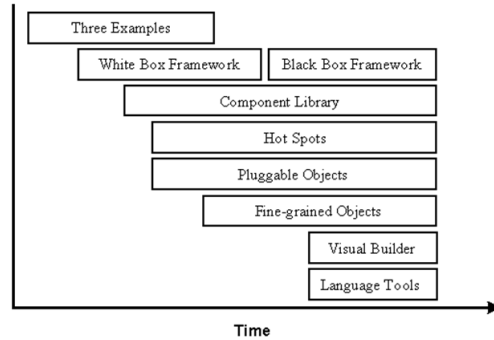 Three Examples
White Box Framework
Black Box Framework
Component Library
Hot Spots
Pluggable Objects
Fine-grained Objects
Visual Builder
Language Tools
Time